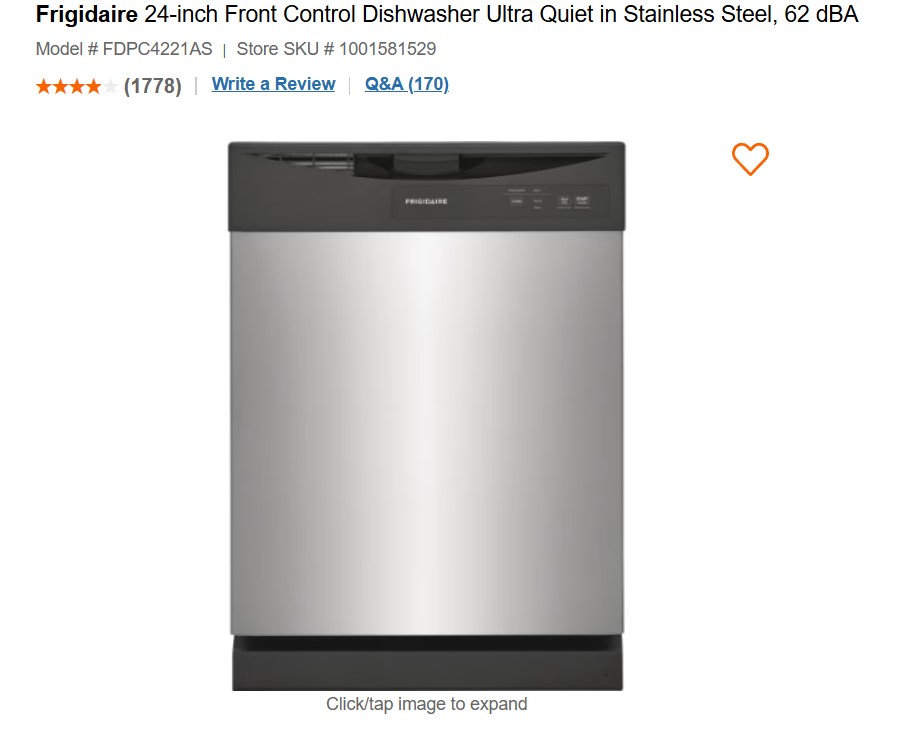 Frigidaire 24-inch Front Control Dishwasher Ultra Quiet in Stainless Steel, 62 dBA
Model # FDPC4221AS | Store SKU # 1001581529
(1778) | Write a Review | Q&A (170)
FRIGIDAIRE
Click/tap image to expand